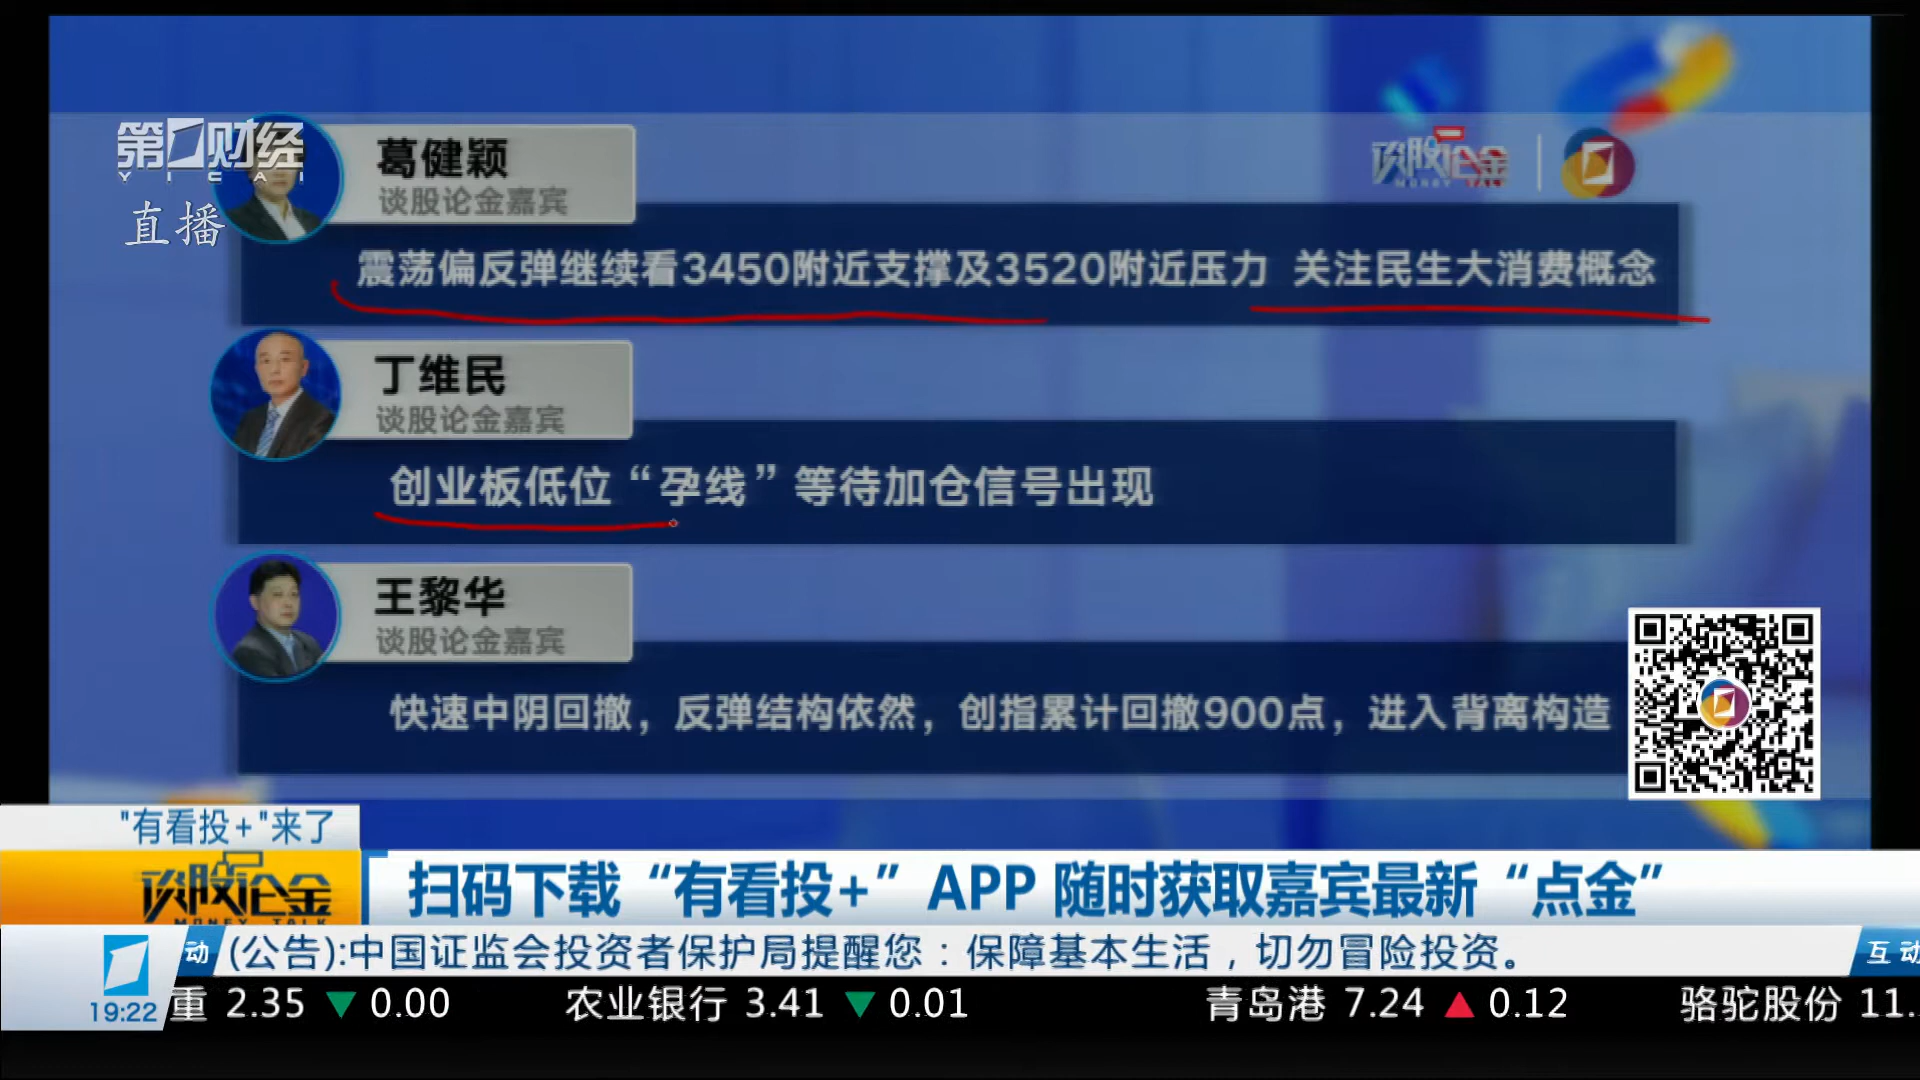 第一财经
YICAI
直播
谈股论金
MONEY TALK
葛健颖
谈股论金嘉宾
震荡偏反弹继续看3450附近支撑及3520附近压力 关注民生大消费概念
丁维民
谈股论金嘉宾
创业板低位“孕线”等待加仓信号出现
王黎华
谈股论金嘉宾
快速中阴回撤，反弹结构依然，创指累计回撤900点，进入背离构造
"有看投+"来了
谈股论金
MONEY TALK
扫码下载“有看投+”APP 随时获取嘉宾最新“点金”
动 (公告):中国证监会投资者保护局提醒您：保障基本生活，切勿冒险投资。 互动
19:22
重 2.35 ▼ 0.00 农业银行 3.41 ▼ 0.01 青岛港 7.24 ▲ 0.12 骆驼股份 11.